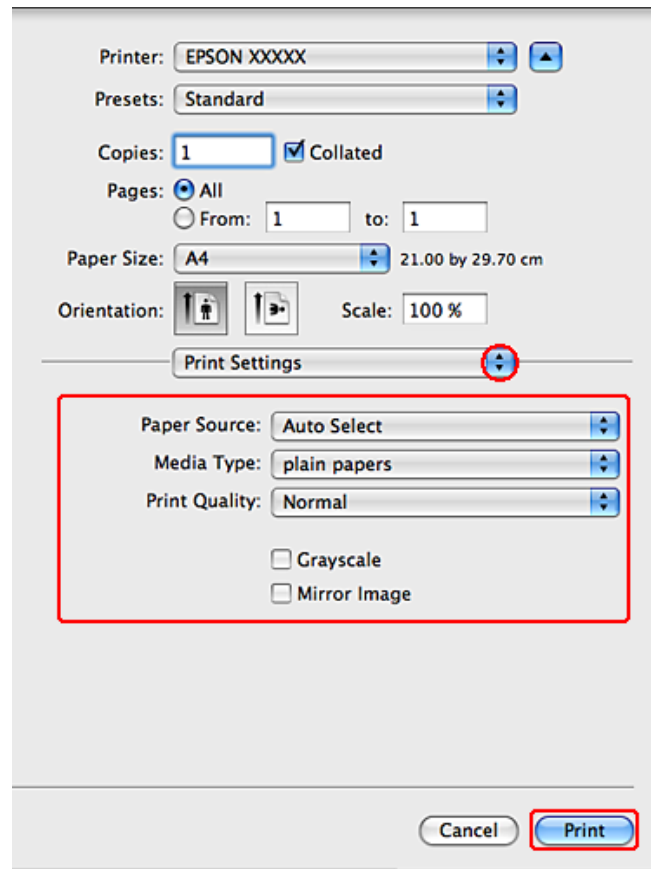 Printer: EPSON XXXXX
Presets: Standard
Copies: 1 Collated
Pages: All
From: 1 to: 1
Paper Size: A4 21.00 by 29.70 cm
Orientation: Scale: 100 %
Print Settings
Paper Source: Auto Select
Media Type: plain papers
Print Quality: Normal
Grayscale
Mirror Image
Cancel Print